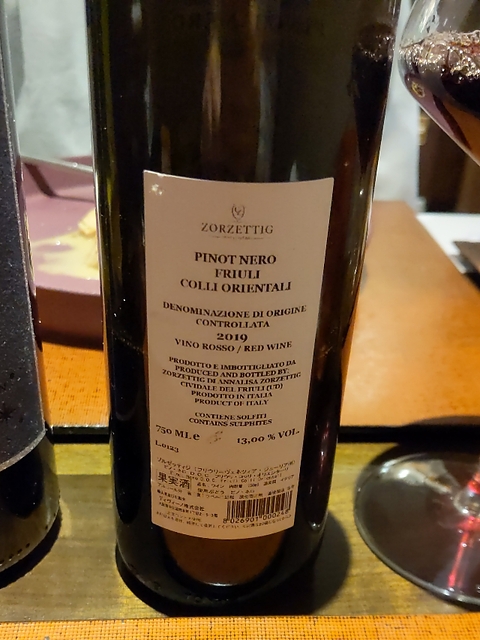 ZORZETTIG
PINOT NERO
FRIULI
COLLI ORIENTALI
DENOMINAZIONE DI ORIGINE
CONTROLLATA
2019
VINO ROSSO / RED WINE
PRODOTTO E IMBOTTIGLIATO DA
PRODUCED AND BOTTLED BY:
ZORZETTIG DI ANNALISA ZORZETTIG
CIVIDALE DEL FRIULI (UD)
PRODOTTO IN ITALIA
PRODUCT OF ITALY
CONTIENE SOLFITI
CONTAINS SULPHITES
750 ML e 13,00 % VOL.
L.0123
果実酒